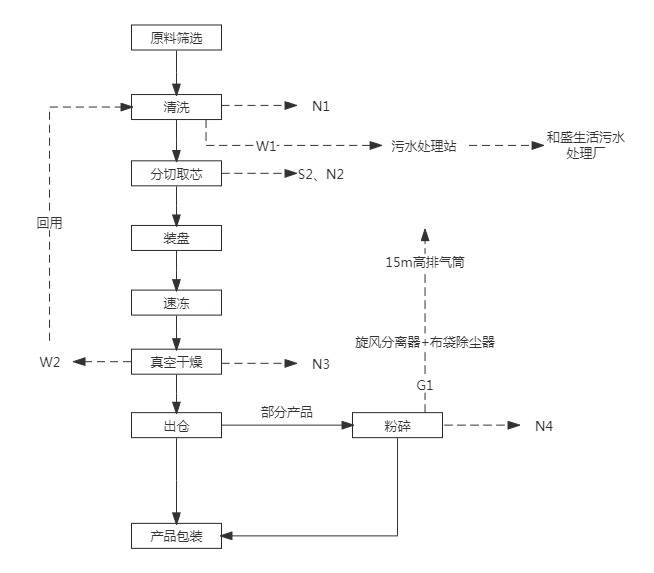 原料筛选
清洗
N1
W1
污水处理站
和盛生活污水
处理厂
分切取芯
S2、N2
回用
装盘
15m高排气筒
速冻
旋风分离器+布袋除尘器
W2
真空干燥
N3
G1
出仓
部分产品
粉碎
N4
产品包装